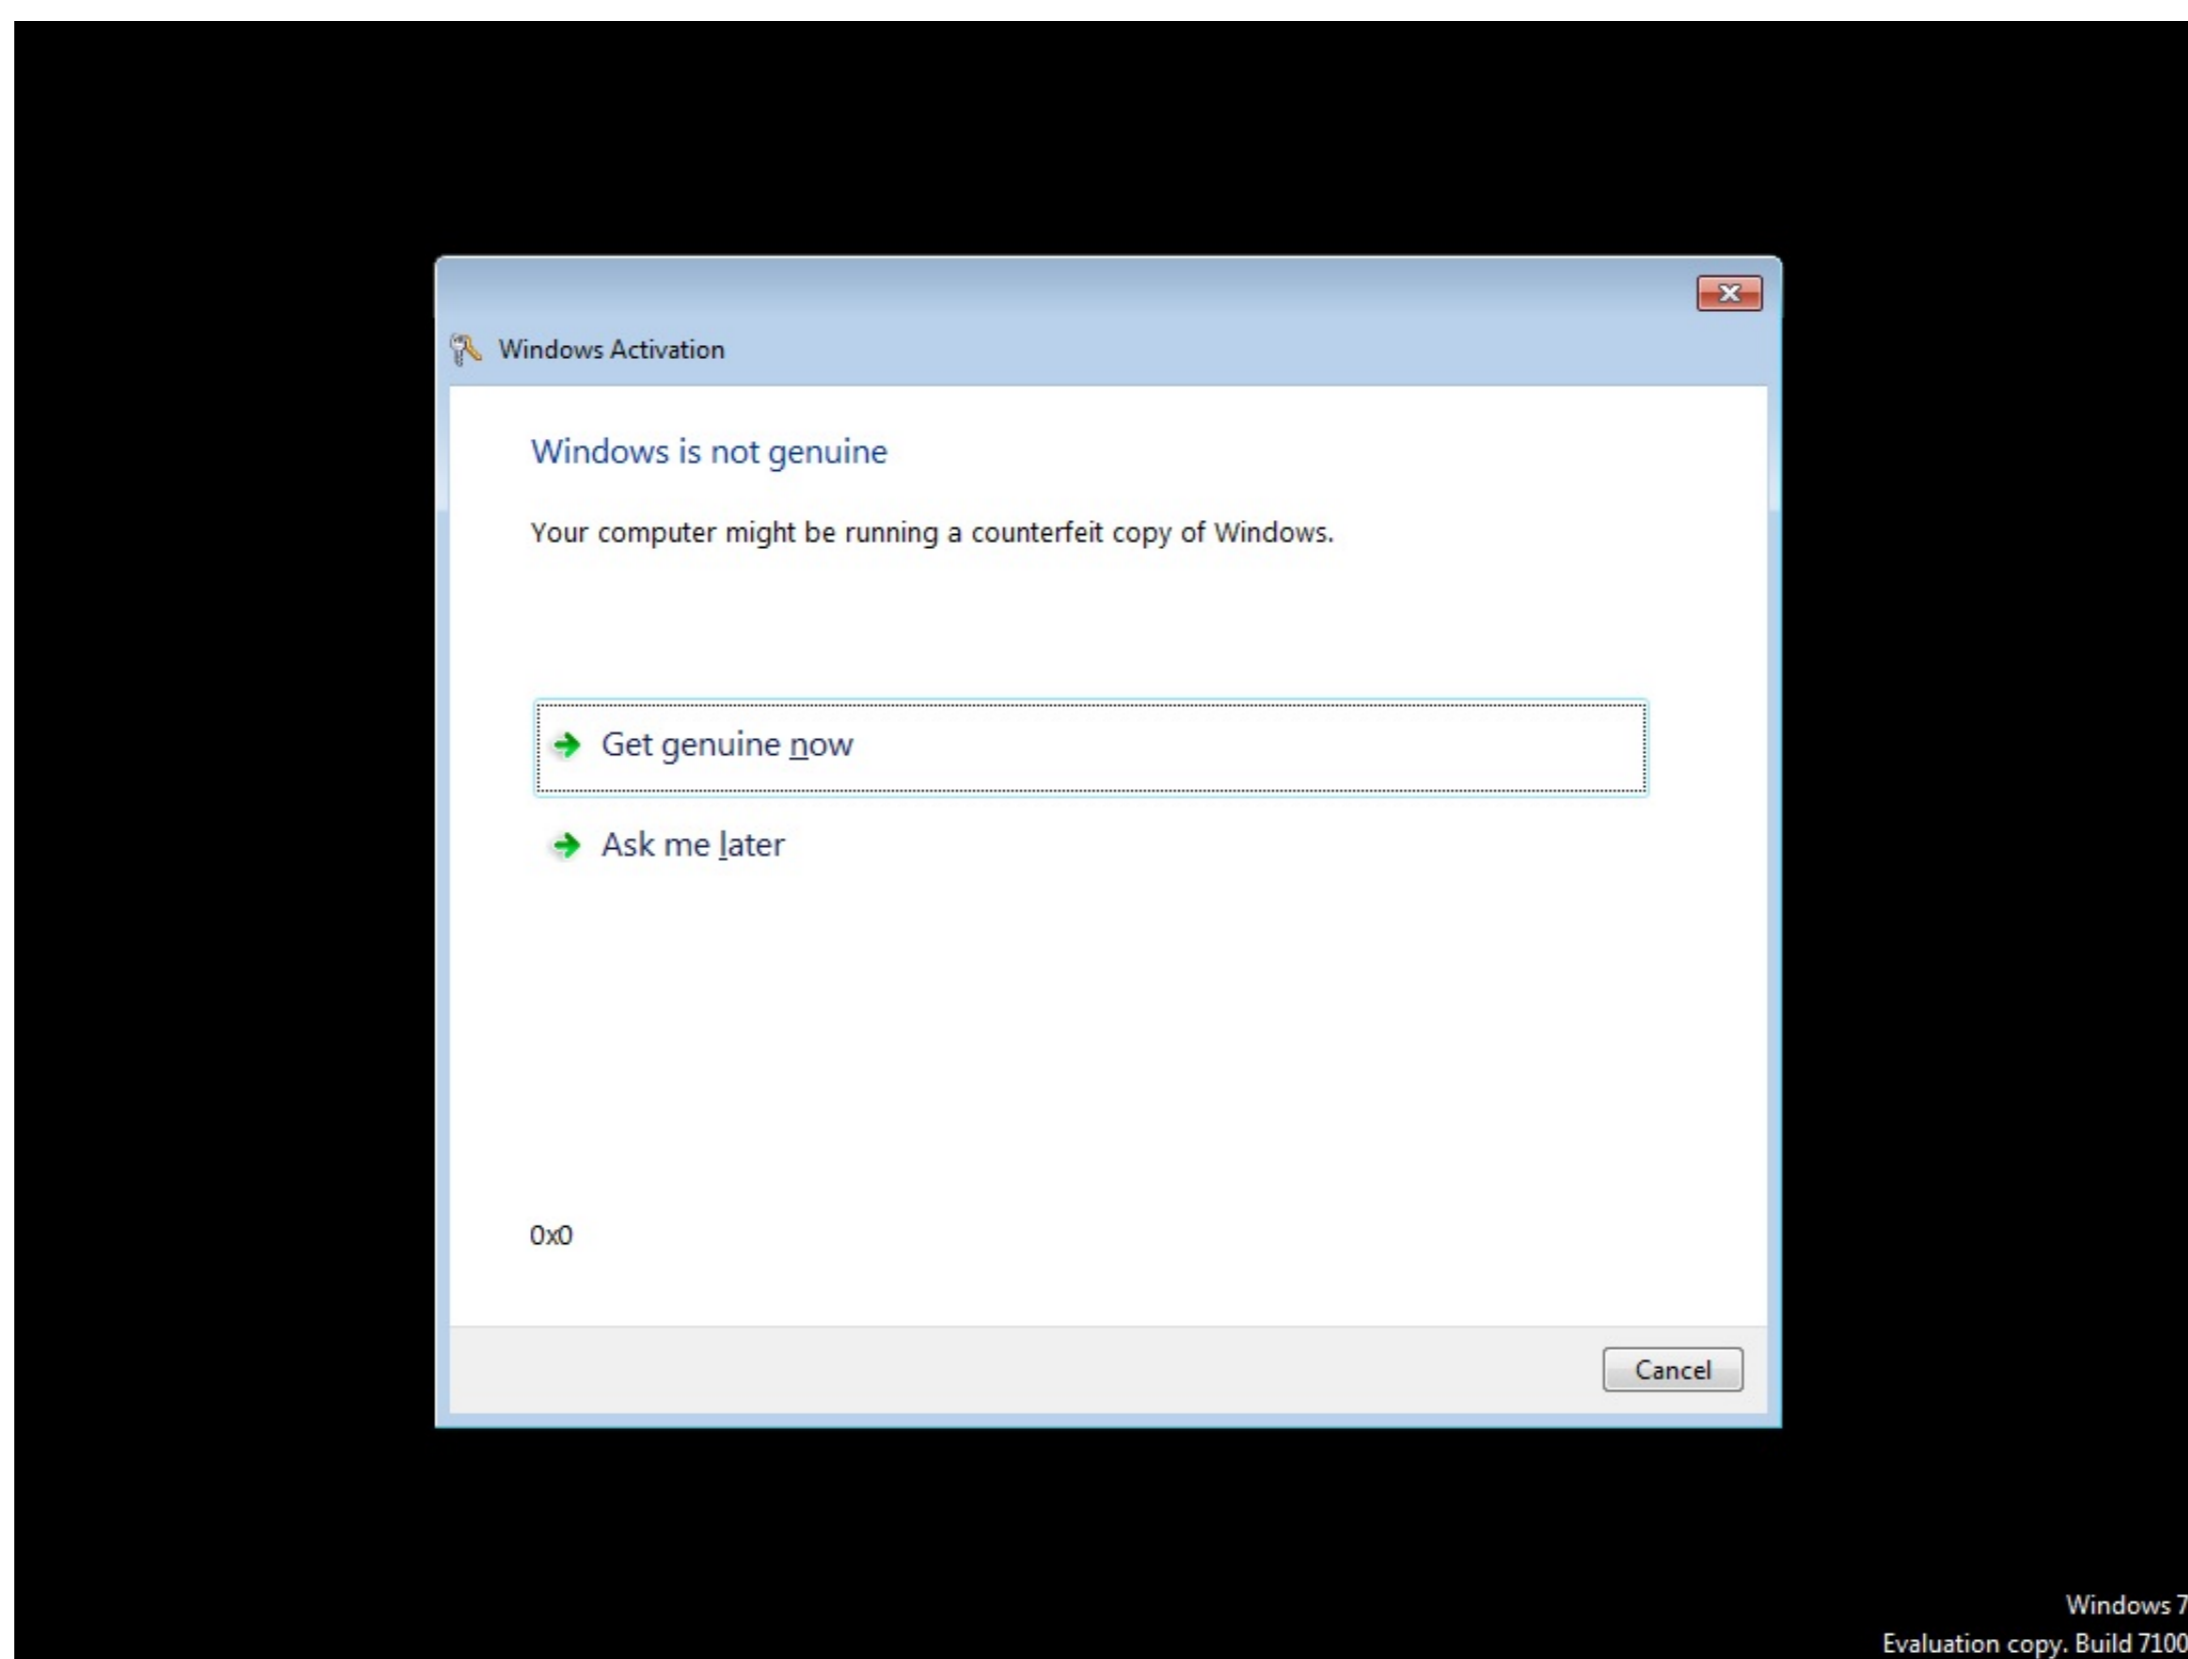 Windows Activation
Windows is not genuine
Your computer might be running a counterfeit copy of Windows.
Get genuine now
Ask me later
0x0
Cancel
Windows 7
Evaluation copy. Build 7100